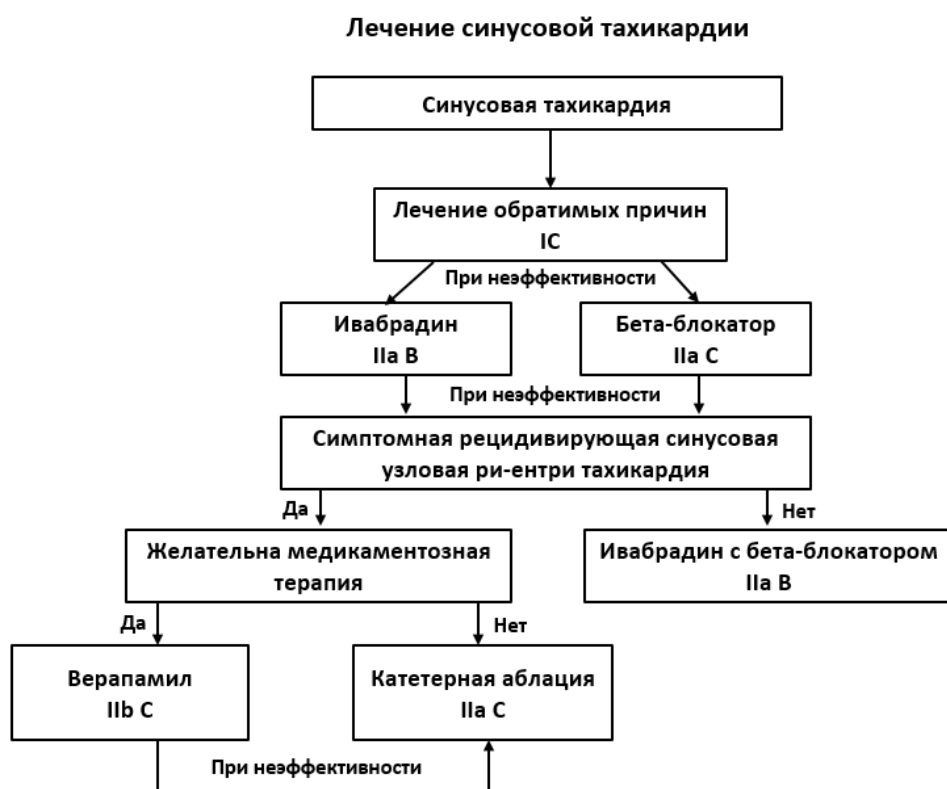 Лечение синусовой тахикардии
Синусовая тахикардия
Лечение обратимых причин
IC
При неэффективности
Ивабрадин
IIa B
Бета-блокатор
IIa C
При неэффективности
Симптомная рецидивирующая синусовая
узловая ри-ентри тахикардия
Да
Нет
Желательна медикаментозная
терапия
Ивабрадин с бета-блокатором
IIa B
Да
Нет
Верапамил
IIb C
Катетерная аблация
IIa C
При неэффективности